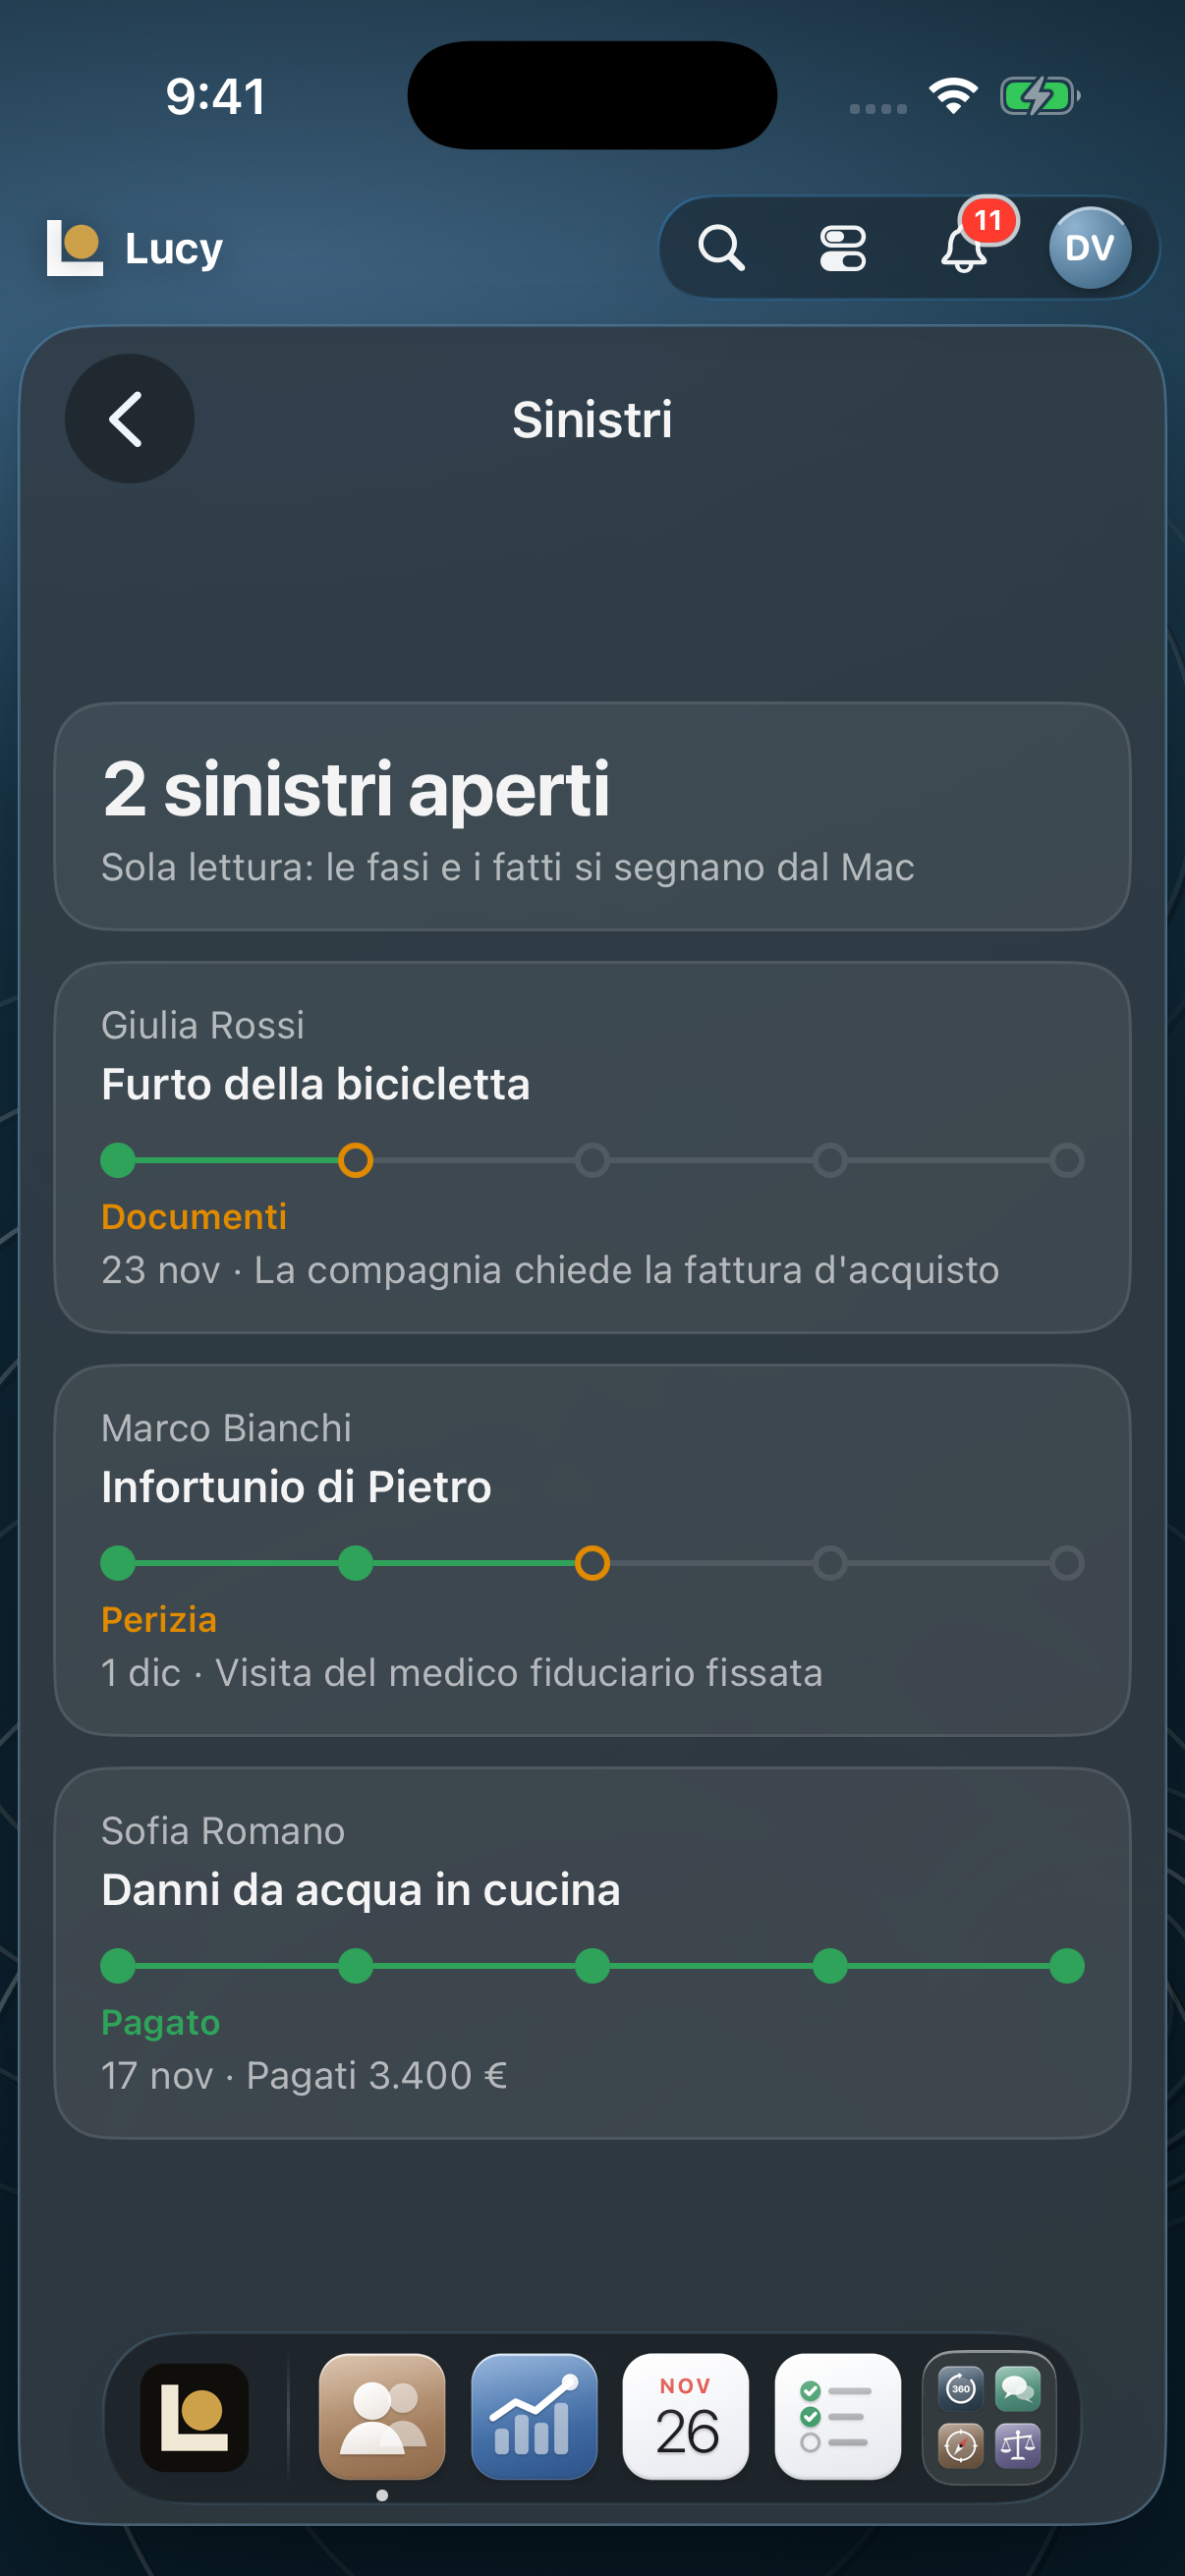 9:41
Lucy
11
DV
Sinistri
2 sinistri aperti
Sola lettura: le fasi e i fatti si segnano dal Mac
Giulia Rossi
Furto della bicicletta
Documenti
23 nov · La compagnia chiede la fattura d'acquisto
Marco Bianchi
Infortunio di Pietro
Perizia
1 dic · Visita del medico fiduciario fissata
Sofia Romano
Danni da acqua in cucina
Pagato
17 nov · Pagati 3.400 €
NOV
26
360